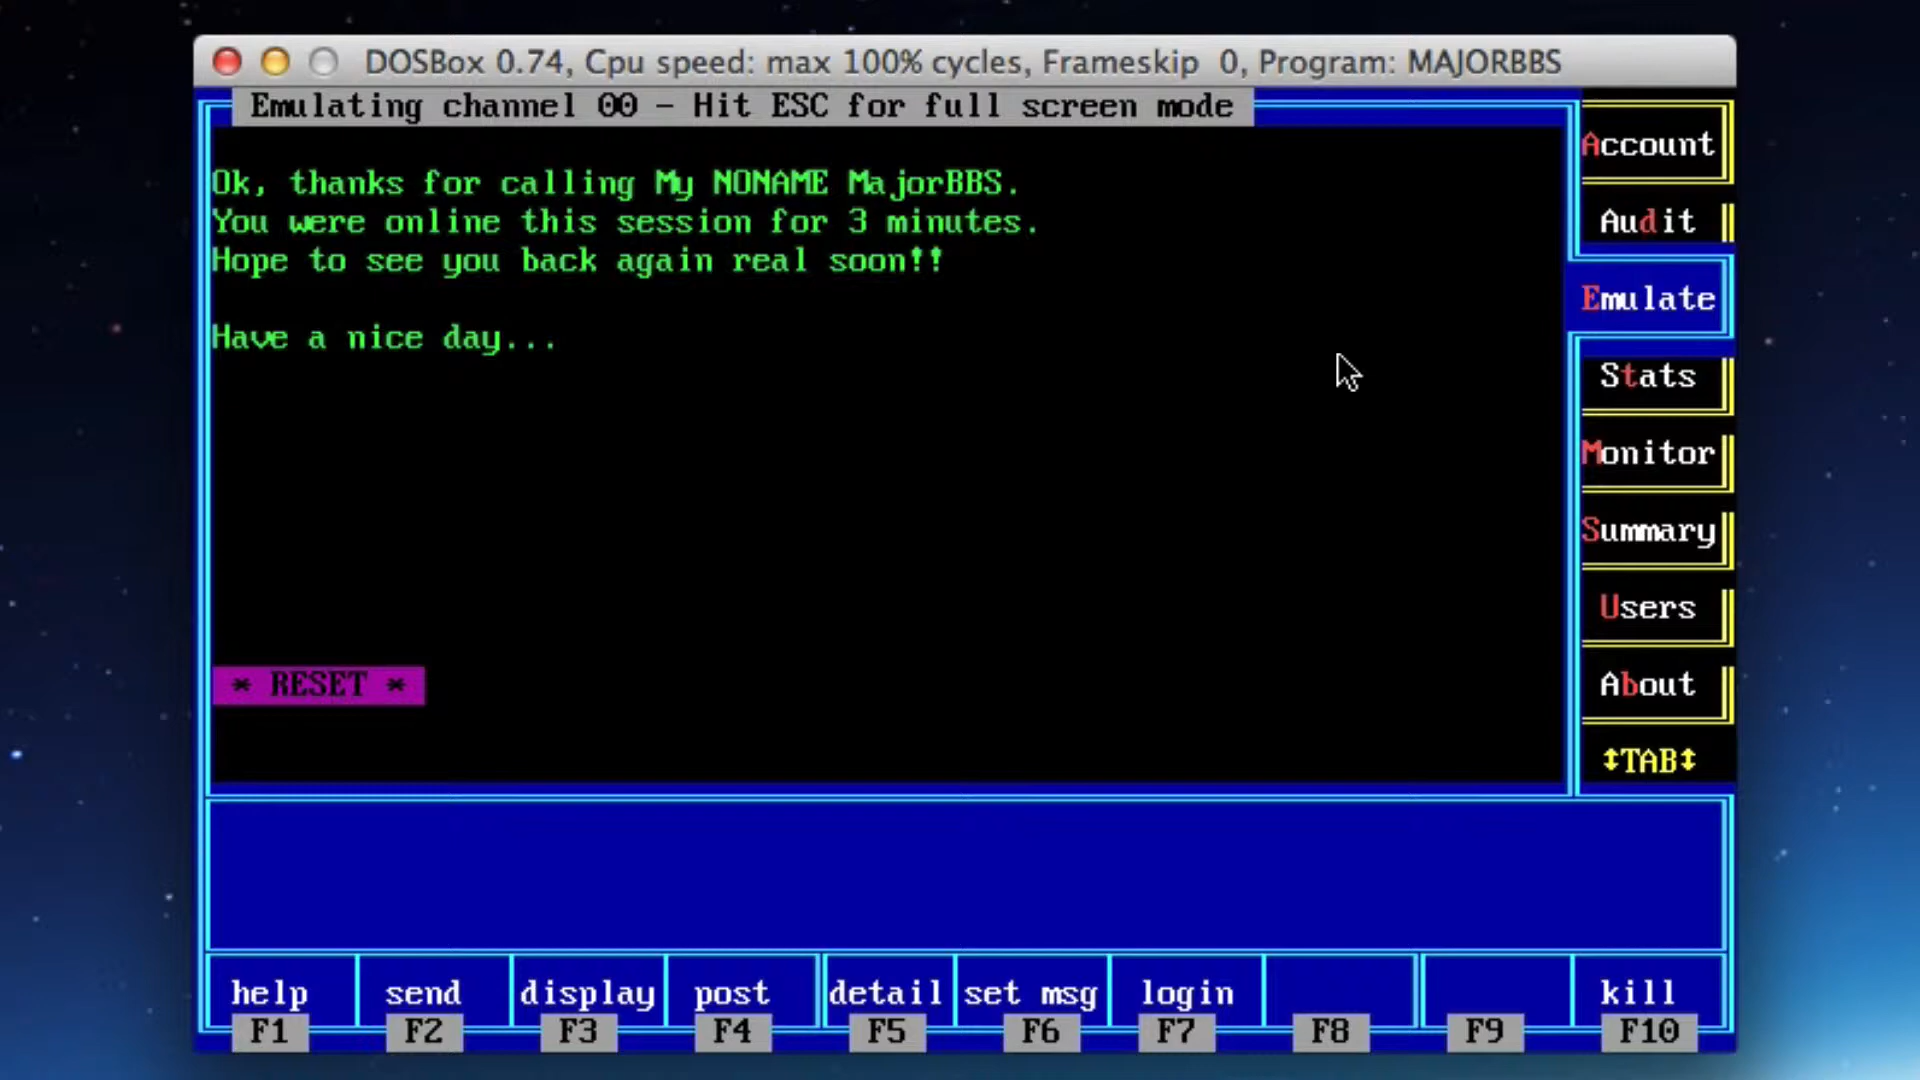 DOSBox 0.74, Cpu speed: max 100% cycles, Frameskip 0, Program: MAJORBBS
Emulating channel 00 - Hit ESC for full screen mode
Ok, thanks for calling My NONAME MajorBBS.
You were online this session for 3 minutes.
Hope to see you back again real soon!!
Have a nice day...
* RESET *
Account
Audit
Emulate
Stats
Monitor
Summary
Users
About
↕TAB↕
help send display post detail set msg login kill
F1 F2 F3 F4 F5 F6 F7 F8 F9 F10